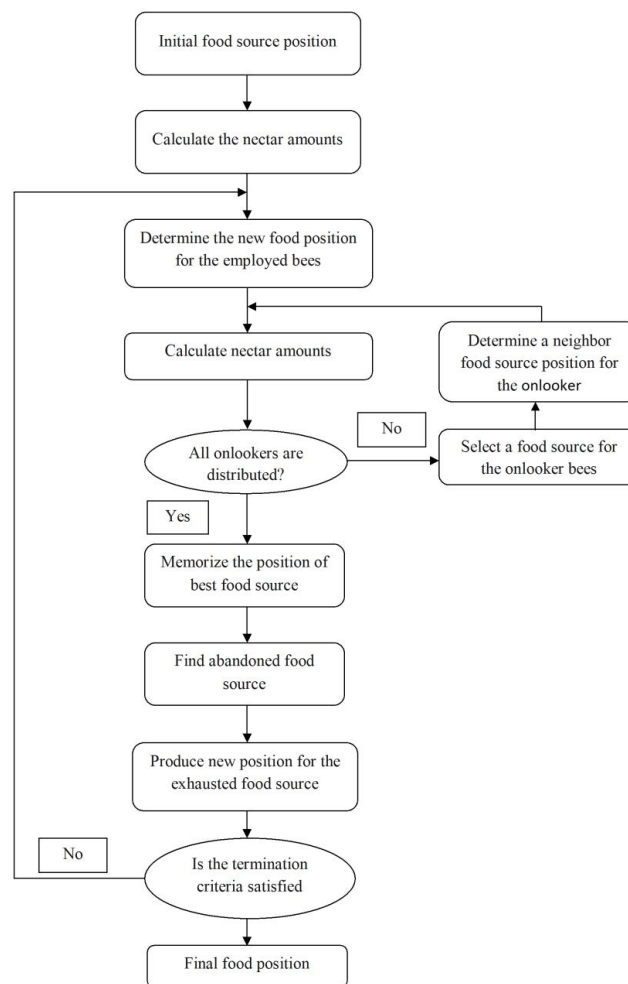 Initial food source position
Calculate the nectar amounts
Determine the new food position
for the employed bees
Calculate nectar amounts
Determine a neighbor
food source position for
the onlooker
No
All onlookers are
distributed?
Select a food source for
the onlooker bees
Yes
Memorize the position of
best food source
Find abandoned food
source
Produce new position for the
exhausted food source
No
Is the termination
criteria satisfied
Final food position